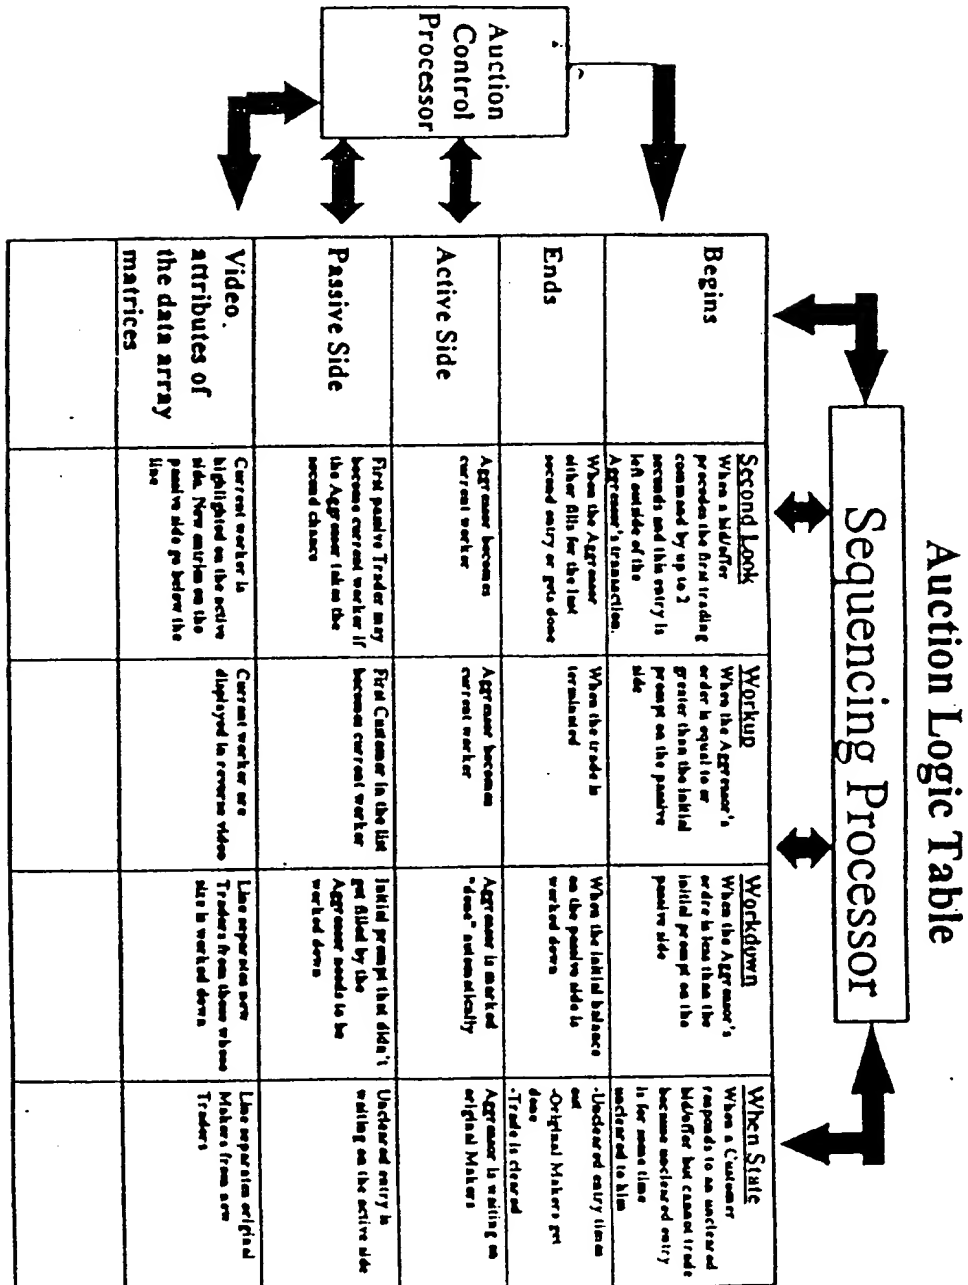 Auction Logic Table
Sequencing Processor
Auction
Control
Processor
Second Look
Workup
Workdown
When State
Begins
When a bid/offer
precedes the first trading
command by up to 2
seconds and this entry is
left outside of the
Aggressor's transaction.
When the Aggressor's
order is equal to or
greater than the initial
prompt on the passive
side
When the Aggressor's
ordre is less than the
initial prompt on the
passive side
When a Customer
responds to an uncleared
bid/offer but cannot trade
because uncleared entry
is for some time
uncleared to him
Ends
When the Aggressor
either fills for the last
second entry or gets done
When the trade is
terminated
When the initial balance
on the passive side is
worked down
-Uncleared entry times
out
-Original Makers get
done
-Trade is cleared
Active Side
Aggressor becomes
current worker
Aggressor becomes
current worker
Aggressor is marked
"done" automatically
Aggressor is waiting on
original Makers
Passive Side
First passive Trader may
become current worker if
the Aggressor takes the
second chance
First Customer in the list
becomes current worker
Initial prompt that didn't
get filled by the
Aggressor needs to be
worked down
Uncleared entry is
waiting on the active side
Video.
attributes of
the data array
matrices
Current worker is
highlighted on the active
side. New entries on the
passive side go below the
line
Current worker are
displayed in reverse video
Line separates new
Traders from those whose
size is worked down
Line separates original
Makers from new
Traders